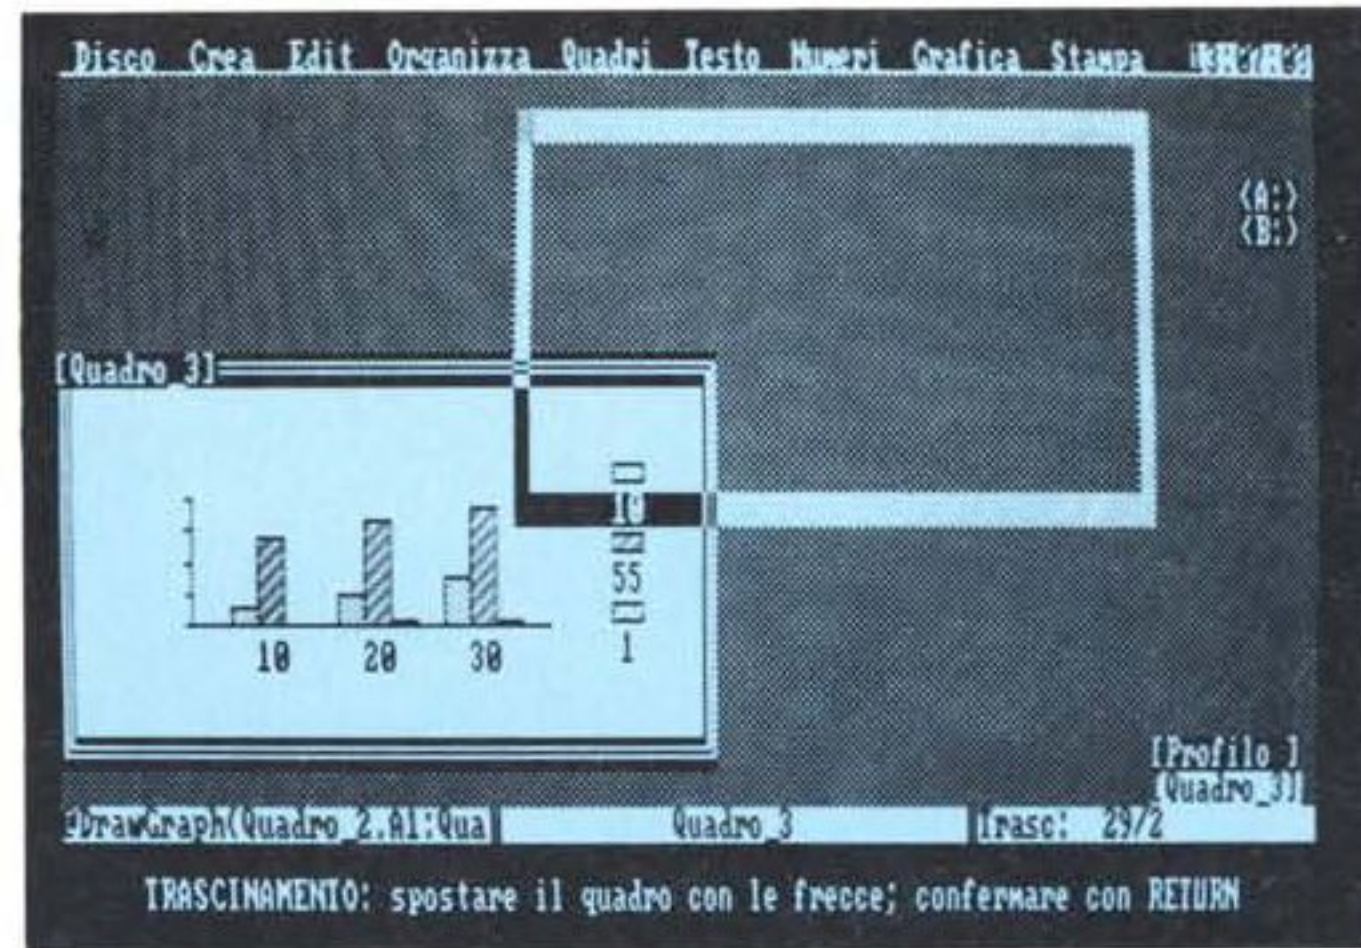 Disco Crea Edit Organizza Quadri Testo Numeri Grafica Stampa
<A:>
<B:>
[Quadro_3]
10
55
1
10 20 30
[Profilo ]
[Quadro_3]
@DrawGraph(Quadro_2.A1:Qua Quadro_3 Trasc: 29/2
TRASCINAMENTO: spostare il quadro con le frecce; confermare con RETURN